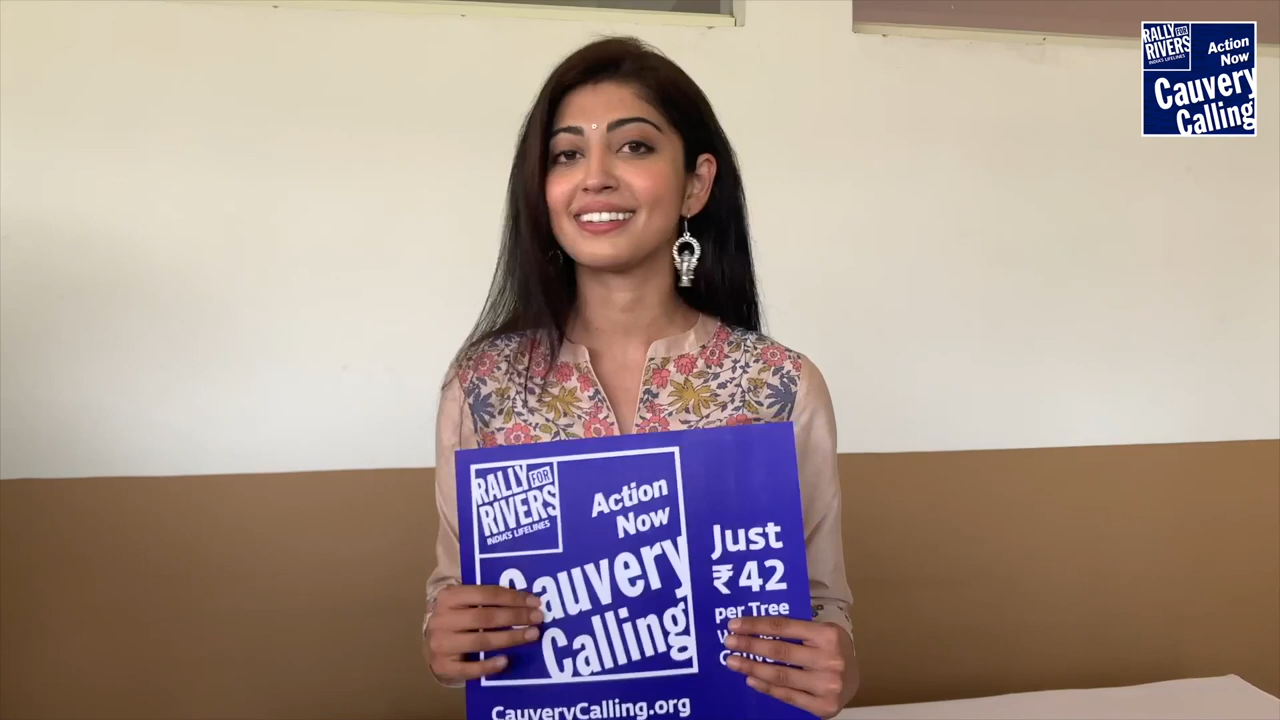 RALLY FOR
RIVERS
INDIA'S LIFELINES
Action
Now
Cauvery
Calling
RALLY FOR
RIVERS
INDIA'S LIFELINES
Action
Now
Cauvery
Calling
Just
₹42
per Tree
CauveryCalling.org